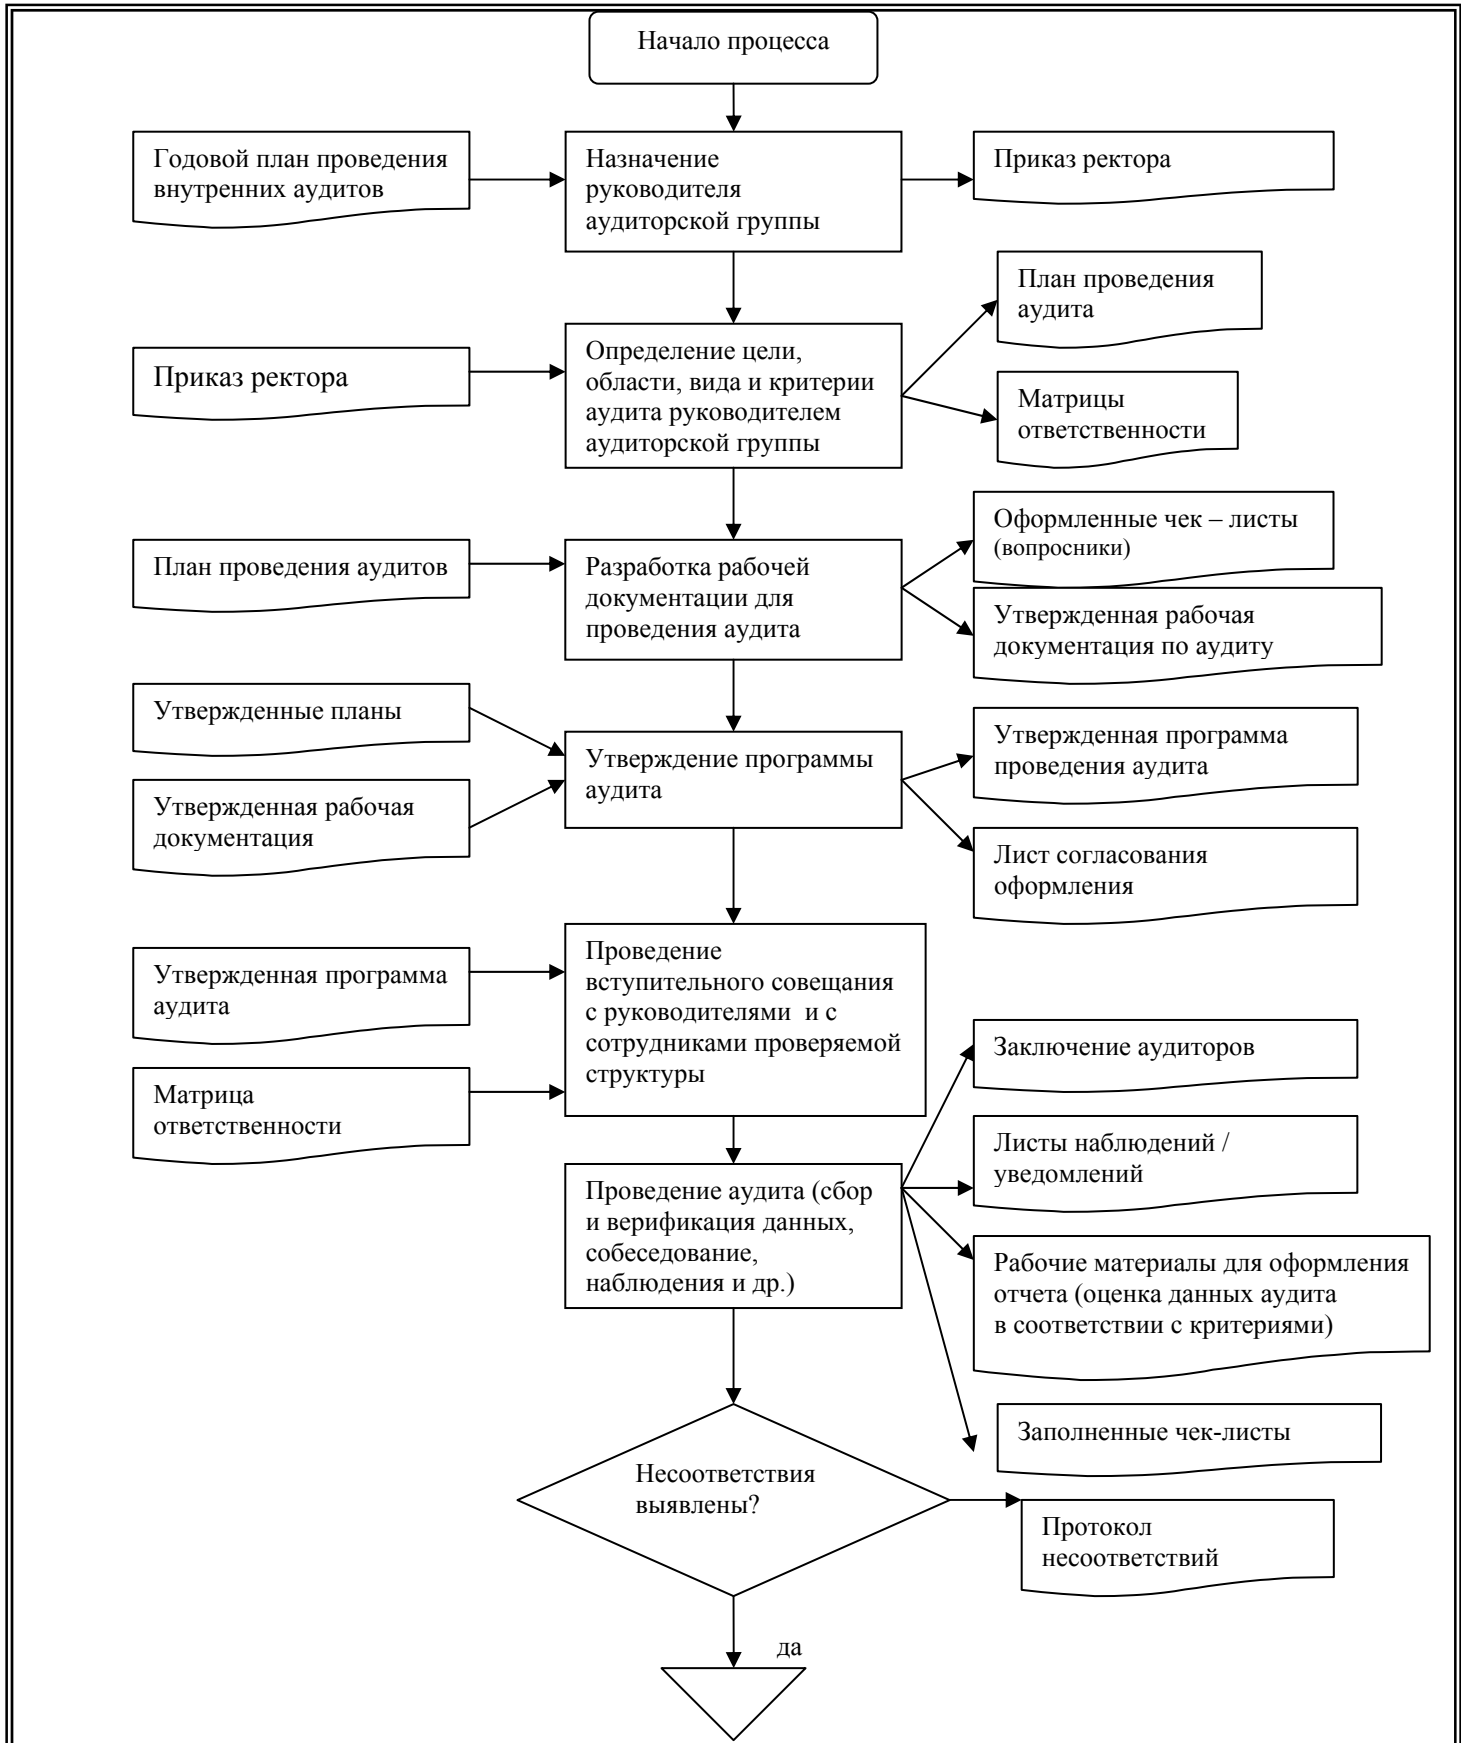 Начало процесса
Годовой план проведения
внутренних аудитов
Назначение
руководителя
аудиторской группы
Приказ ректора
План проведения
аудита
Приказ ректора
Определение цели,
области, вида и критерии
аудита руководителем
аудиторской группы
Матрицы
ответственности
План проведения аудитов
Разработка рабочей
документации для
проведения аудита
Оформленные чек – листы
(вопросники)
Утвержденная рабочая
документация по аудиту
Утвержденные планы
Утвержденная рабочая
документация
Утверждение программы
аудита
Утвержденная программа
проведения аудита
Лист согласования
оформления
Утвержденная программа
аудита
Матрица
ответственности
Проведение
вступительного совещания
с руководителями и с
сотрудниками проверяемой
структуры
Заключение аудиторов
Листы наблюдений /
уведомлений
Проведение аудита (сбор
и верификация данных,
собеседование,
наблюдения и др.)
Рабочие материалы для оформления
отчета (оценка данных аудита
в соответствии с критериями)
Заполненные чек-листы
Несоответствия
выявлены?
Протокол
несоответствий
да